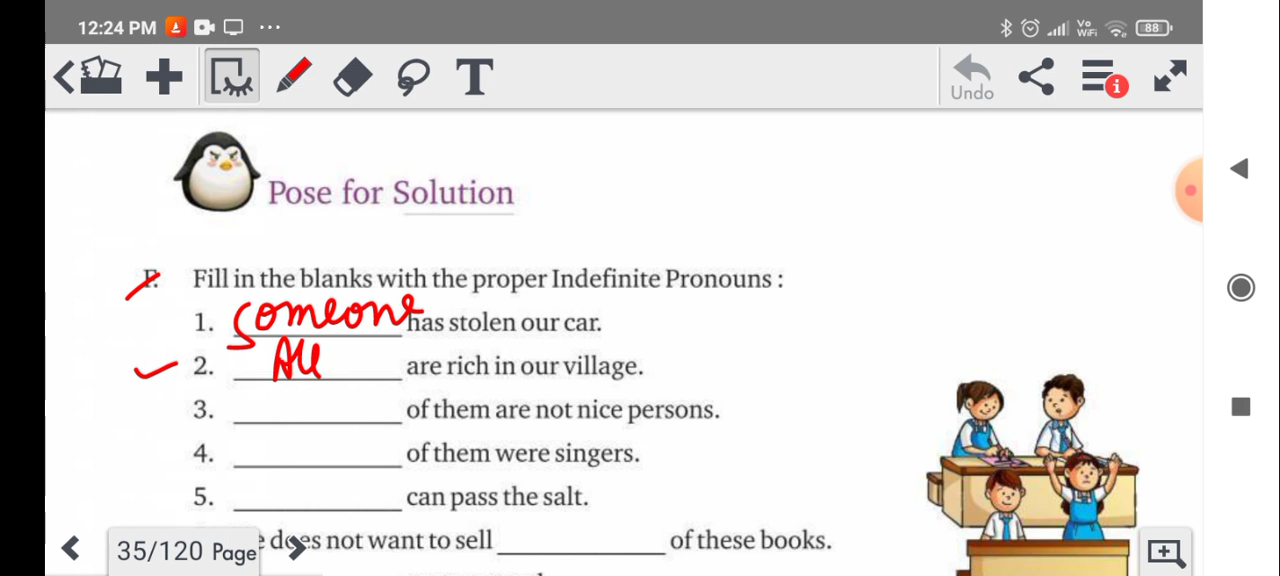 12:24 PM ... Vo WiFi 88
T Undo i
Pose for Solution
F. Fill in the blanks with the proper Indefinite Pronouns :
1. Someone has stolen our car.
2. All are rich in our village.
3. ____________ of them are not nice persons.
4. ____________ of them were singers.
5. ____________ can pass the salt.
35/120 Page e does not want to sell ____________ of these books.